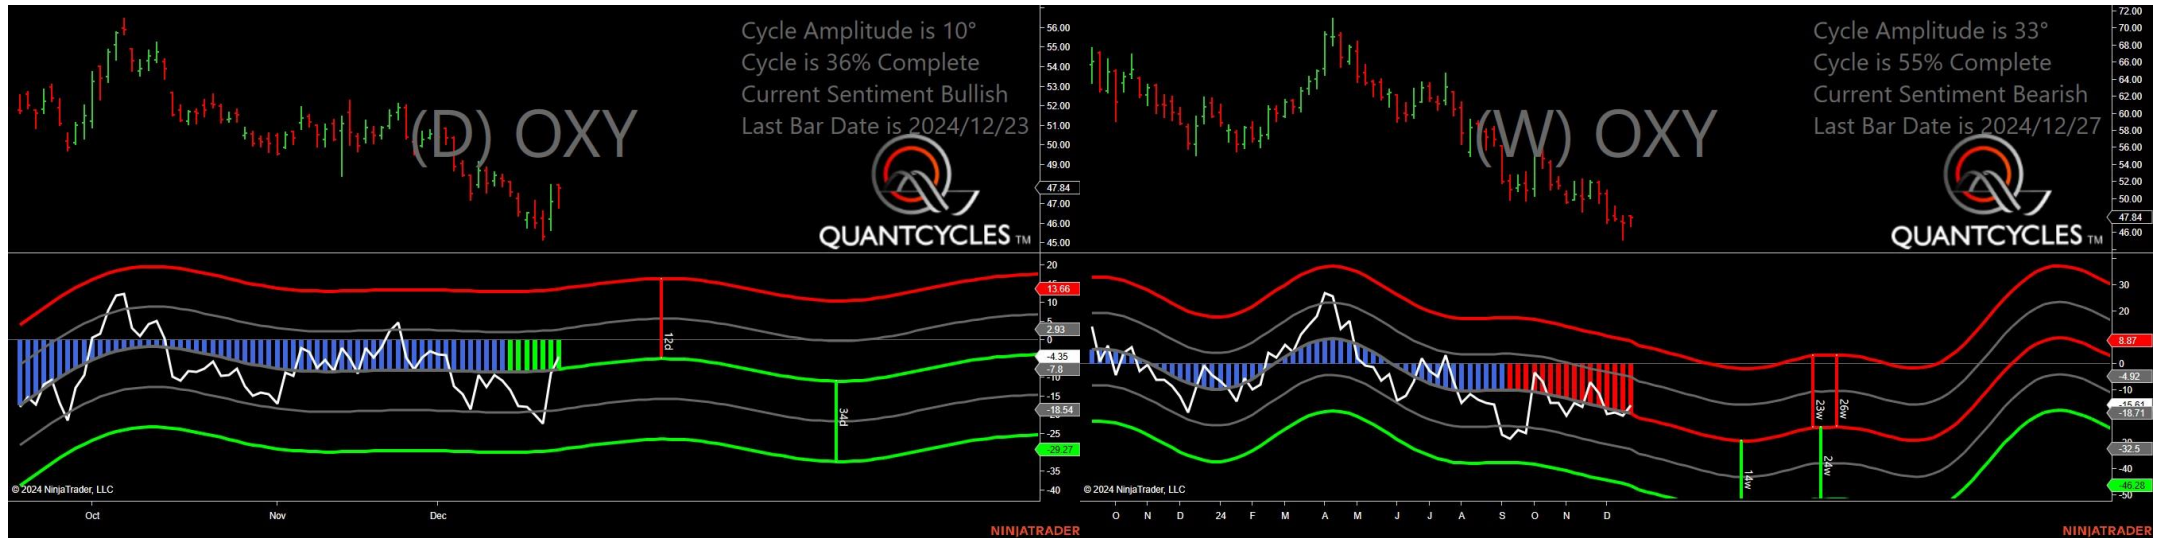 Cycle Amplitude is 10°
Cycle is 36% Complete
Current Sentiment Bullish
Last Bar Date is 2024/12/23
(D) OXY
QUANTCYCLES TM
56.00
55.00
54.00
53.00
52.00
51.00
50.00
49.00
47.84
47.00
46.00
45.00
20
13.66
10
5
2.93
0
-4.35
-7.8
-10
-15
-18.54
-25
-29.27
-35
-40
12d
34d
© 2024 NinjaTrader, LLC
Oct
Nov
Dec
NINJATRADER
Cycle Amplitude is 33°
Cycle is 55% Complete
Current Sentiment Bearish
Last Bar Date is 2024/12/27
(W) OXY
QUANTCYCLES TM
72.00
70.00
68.00
66.00
64.00
62.00
60.00
58.00
56.00
54.00
52.00
50.00
47.84
46.00
30
20
8.87
0
-4.92
-10
-15.61
-18.71
-32.5
-40
-46.28
-50
23w
26w
14w
24w
© 2024 NinjaTrader, LLC
O N D 24 F M A M J J A S O N D
NINJATRADER